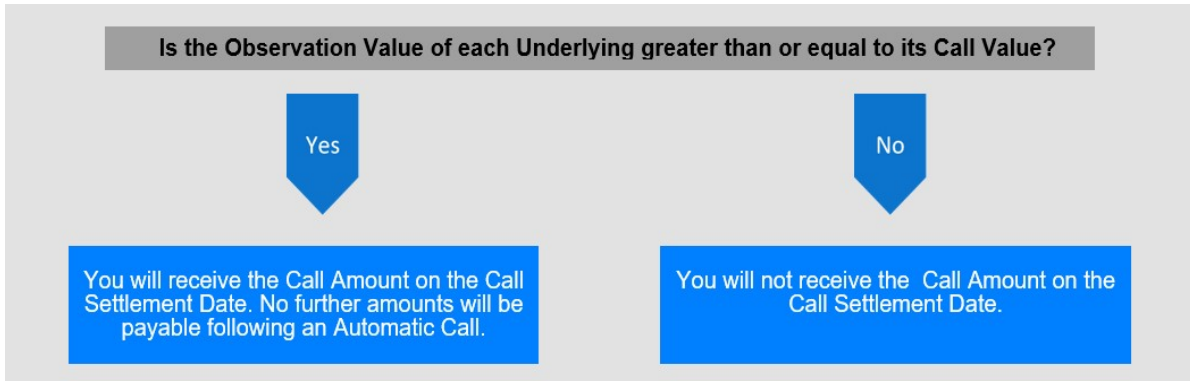 Is the Observation Value of each Underlying greater than or equal to its Call Value?
Yes
No
You will receive the Call Amount on the Call
Settlement Date. No further amounts will be
payable following an Automatic Call.
You will not receive the Call Amount on the
Call Settlement Date.